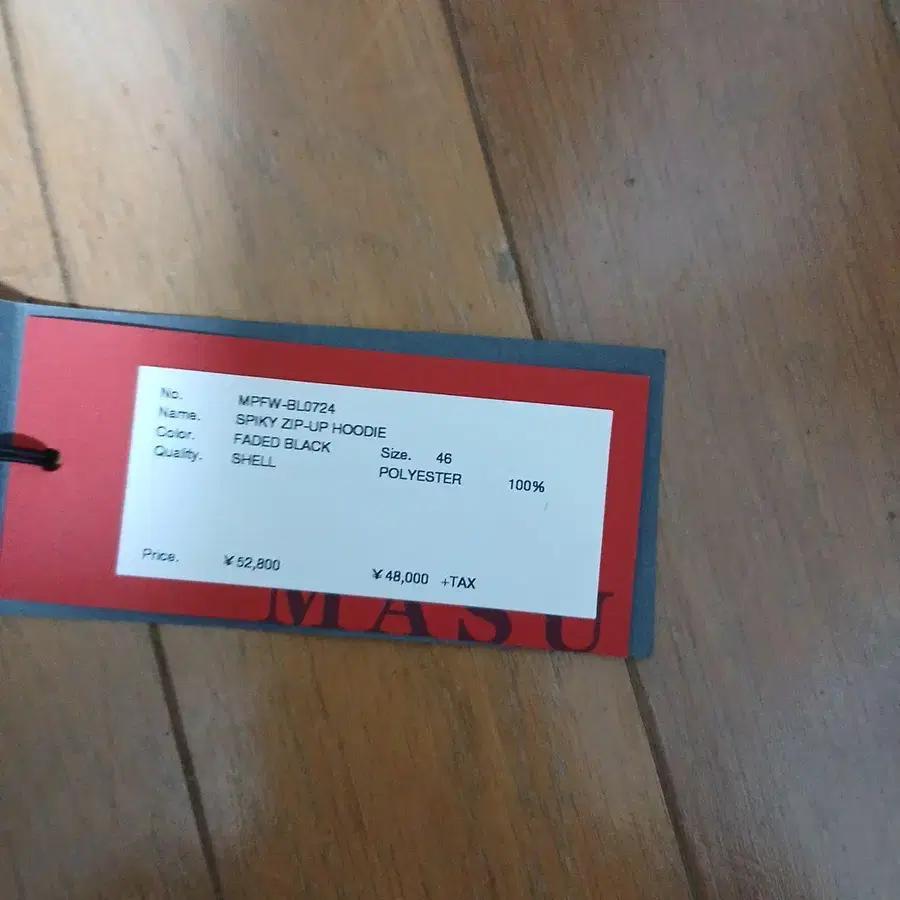 No. MPFW-BL0724
Name. SPIKY ZIP-UP HOODIE
Color. FADED BLACK Size. 46
Quality. SHELL POLYESTER 100%
Price. ¥52,800 ¥48,000 +TAX
MASU